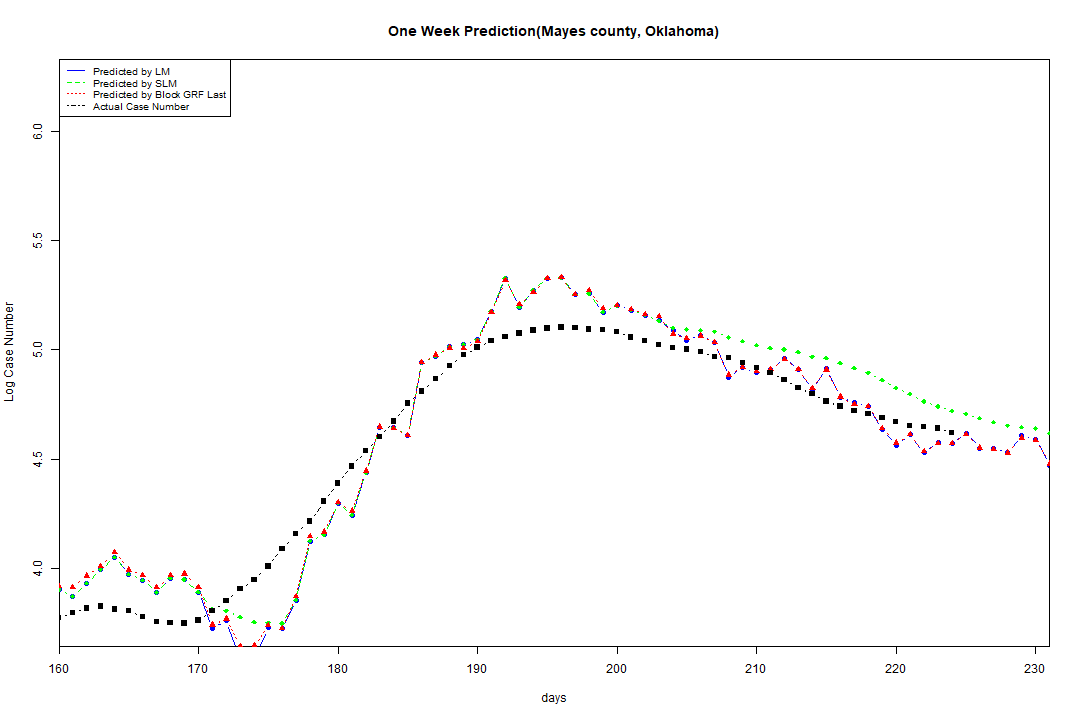 One Week Prediction(Mayes county, Oklahoma)
Predicted by LM
Predicted by SLM
Predicted by Block GRF Last
Actual Case Number
6.0
5.5
5.0
4.5
4.0
Log Case Number
160 170 180 190 200 210 220 230
days